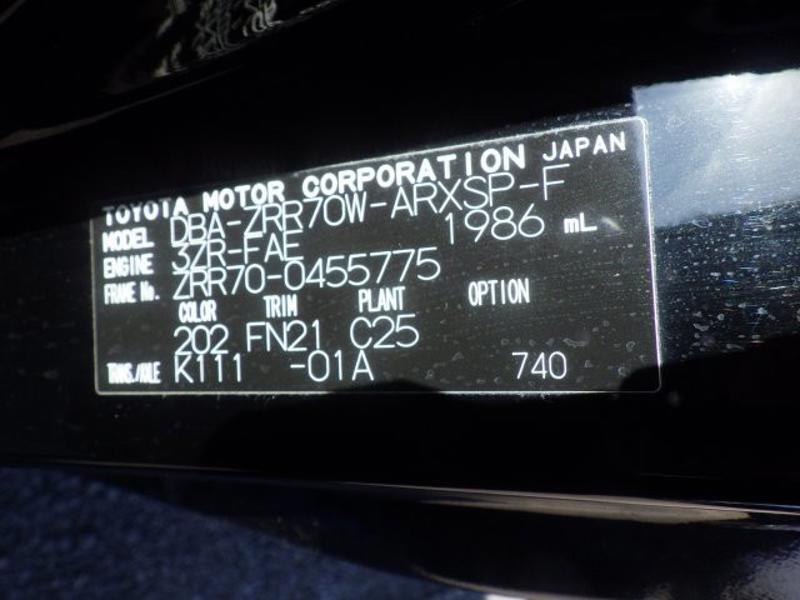 TOYOTA MOTOR CORPORATION JAPAN
MODEL DBA-ZRR70W-ARXSP-F
ENGINE 3ZR-FAE 1986 mL
FRAME No. ZRR70-0455775
COLOR TRIM PLANT OPTION
202 FN21 C25
TRANS./AXLE K111 -01A 740